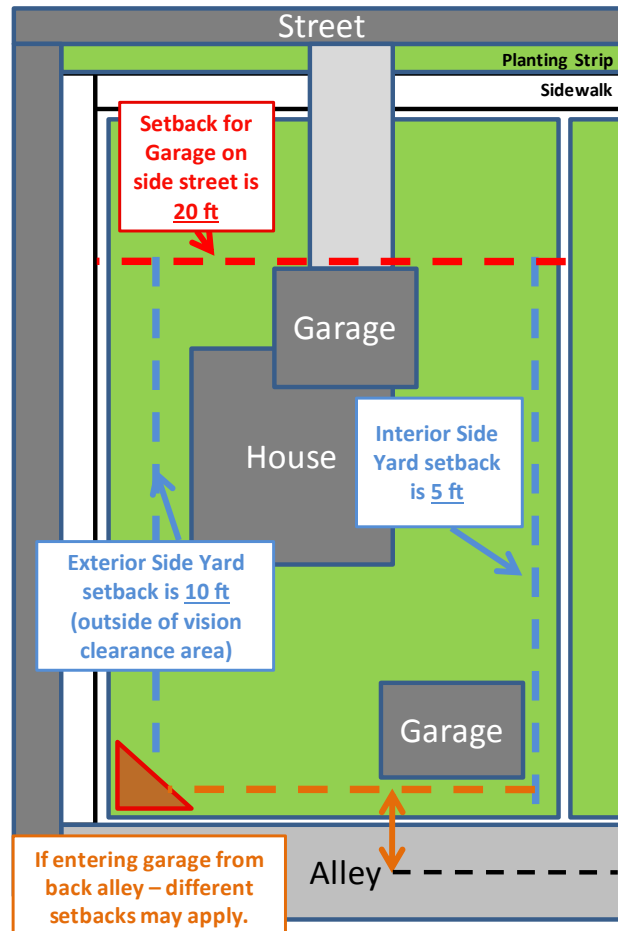 Street
Planting Strip
Sidewalk
Setback for
Garage on
side street is
20 ft
Garage
House
Interior Side
Yard setback
is 5 ft
Exterior Side Yard
setback is 10 ft
(outside of vision
clearance area)
Garage
If entering garage from
back alley – different
setbacks may apply.
Alley